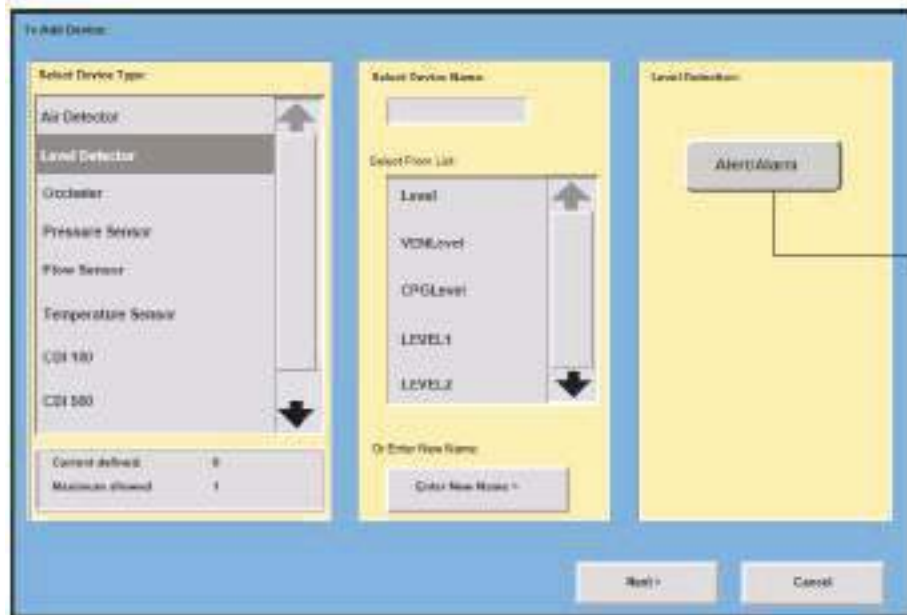 To Add Device:
Select Device Type:
Air Detector
Level Detector
Occluder
Pressure Sensor
Flow Sensor
Temperature Sensor
CDI 100
CDI 500
Current defined: 0
Maximum allowed 1
Select Device Name:
Select From List:
Level
VENLevel
CPGLevel
LEVEL1
LEVEL2
Or Enter New Name:
Enter New Name >
Level Detection:
Alert/Alarm
Next >
Cancel